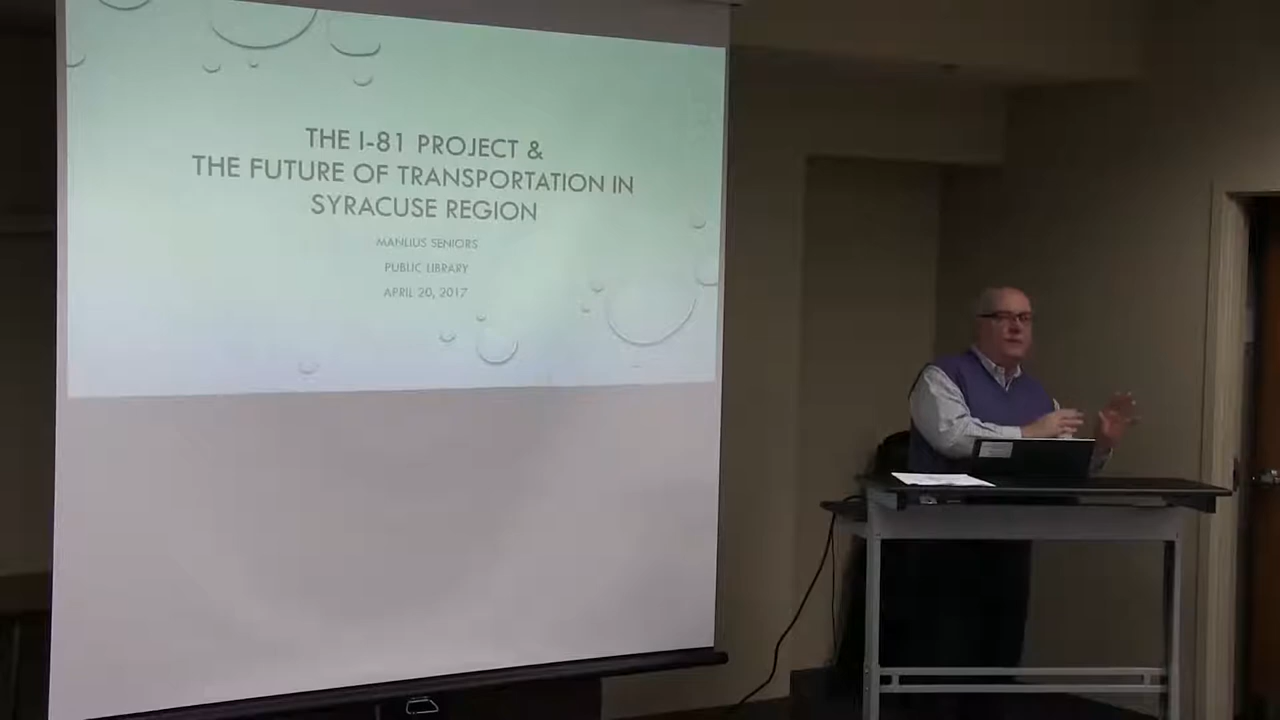 THE I-81 PROJECT &
THE FUTURE OF TRANSPORTATION IN
SYRACUSE REGION
MANLIUS SENIORS
PUBLIC LIBRARY
APRIL 20, 2017